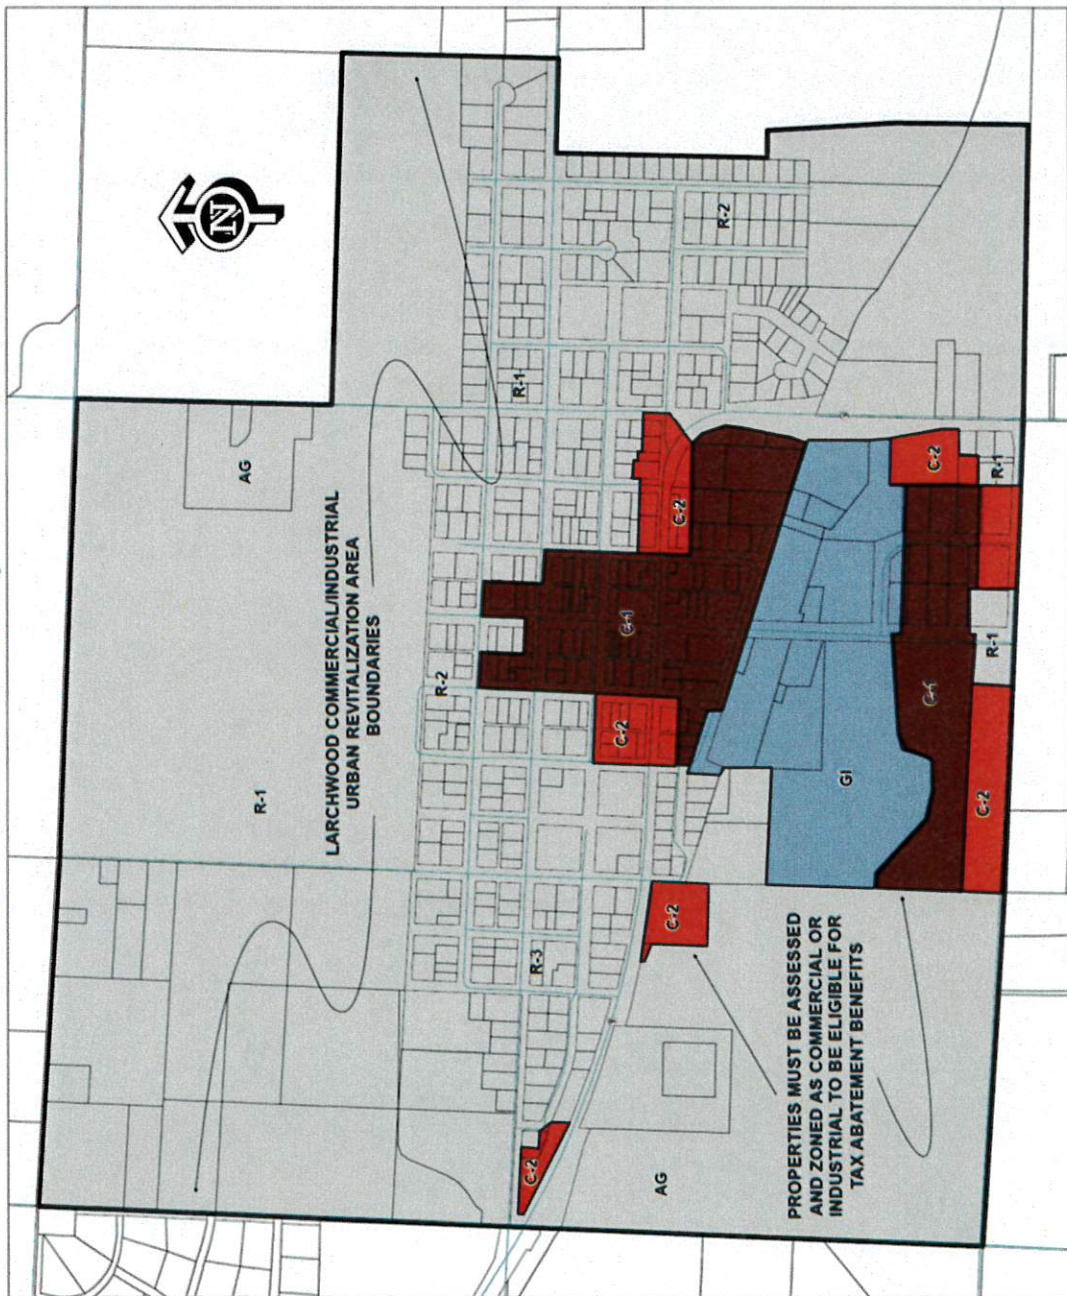 N
AG
R-1
LARCHWOOD COMMERCIAL/INDUSTRIAL
URBAN REVITALIZATION AREA
BOUNDARIES
R-2
R-1
C-2
R-3
C-2
C-1
AG
C-2
C-2
R-2
PROPERTIES MUST BE ASSESSED
AND ZONED AS COMMERCIAL OR
INDUSTRIAL TO BE ELIGIBLE FOR
TAX ABATEMENT BENEFITS
GI
C-1
C-2
C-2
R-1
R-1